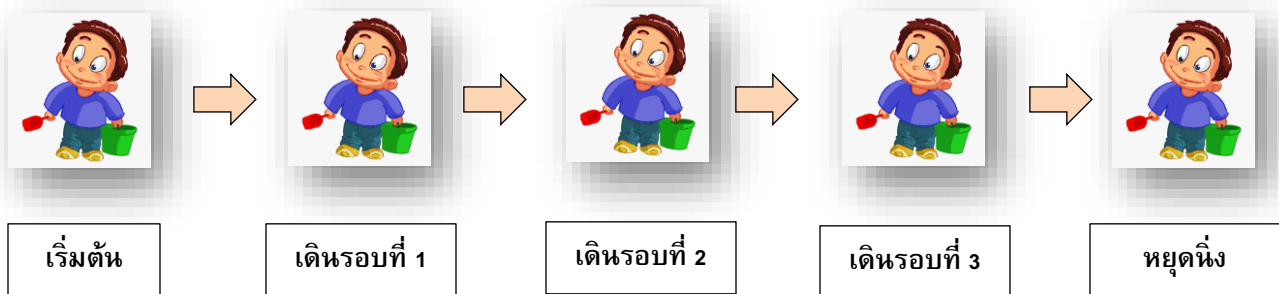 เริ่มต้น
เดินรอบที่ 1
เดินรอบที่ 2
เดินรอบที่ 3
หยุดนิ่ง